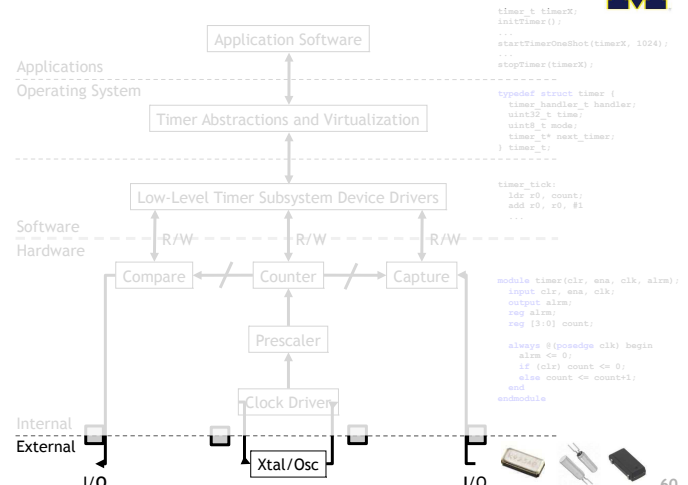 timer_t timerX;
initTimer();
...
startTimerOneShot(timerX, 1024);
...
stopTimer(timerX);
Application Software
Applications
Operating System
typedef struct timer {
timer_handler_t handler;
uint32_t time;
uint8_t mode;
timer_t* next_timer;
} timer_t;
Timer Abstractions and Virtualization
timer_tick:
ldr r0, count;
add r0, r0, #1
...
Low-Level Timer Subsystem Device Drivers
Software
R/W
R/W
R/W
Hardware
Compare
Counter
Capture
module timer(clr, ena, clk, alrm);
input clr, ena, clk;
output alrm;
reg alrm;
reg [3:0] count;
always @(posedge clk) begin
alrm <= 0;
if (clr) count <= 0;
else count <= count+1;
end
endmodule
Prescaler
Clock Driver
Internal
External
Xtal/Osc
I/O
I/O
60